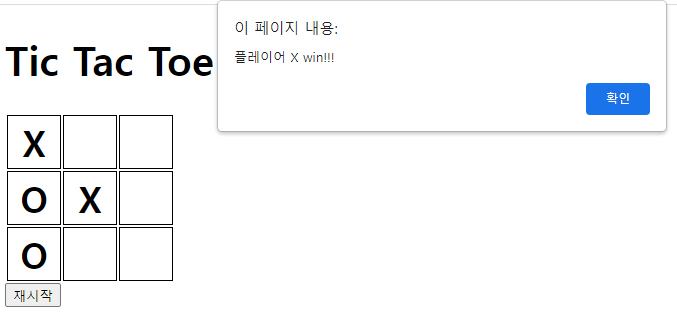 이 페이지 내용:
플레이어 X win!!!
확인
Tic Tac Toe
X
O X
O
재시작